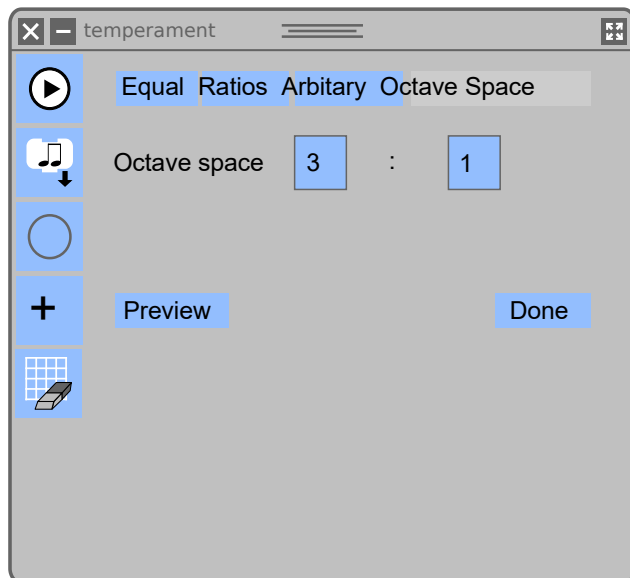 temperament
Equal Ratios Arbitary Octave Space
Octave space 3 : 1
+
Preview Done